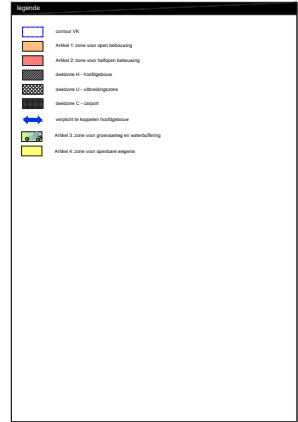 legende
contour VK
Artikel 1: zone voor open bebouwing
Artikel 2: zone voor halfopen bebouwing
deelzone H - hoofdgebouw
deelzone U - uitbreidingszone
deelzone C - carport
verplicht te koppelen hoofdgebouw
Artikel 3: zone voor groenaanleg en waterbuffering
Artikel 4: zone voor openbare wegenis